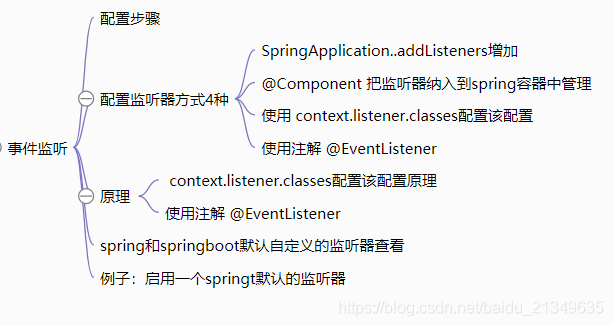 配置步骤
SpringApplication..addListeners增加
@Component 把监听器纳入到spring容器中管理
配置监听器方式4种
使用 context.listener.classes配置该配置
使用注解 @EventListener
事件监听
context.listener.classes配置该配置原理
原理
使用注解 @EventListener
spring和springboot默认自定义的监听器查看
例子：启用一个springt默认的监听器
https://blog.csdn.net/baidu_21349635